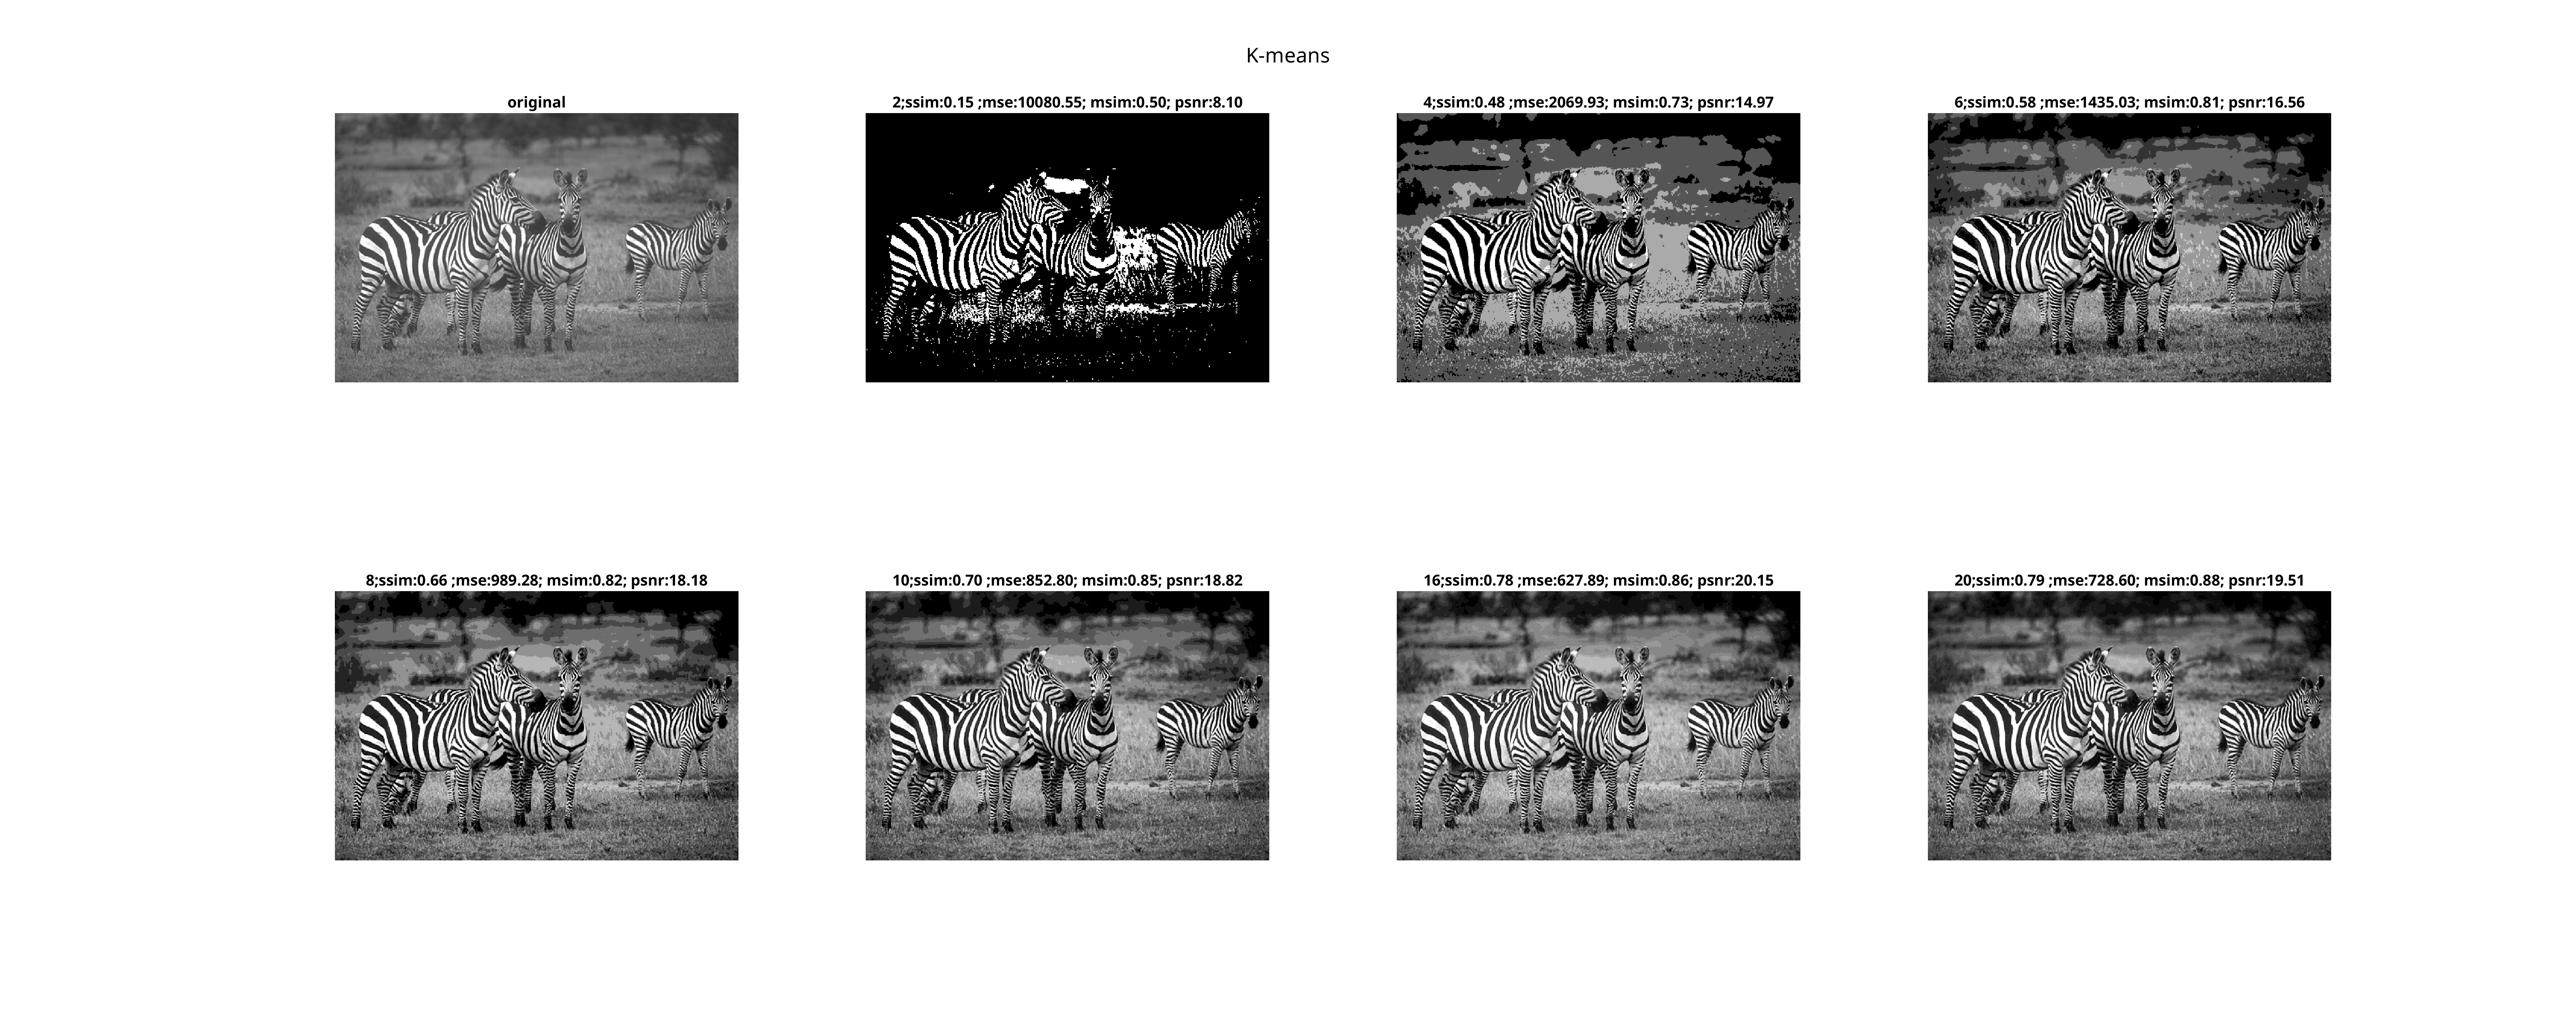 K-means
original
2;ssim:0.15 ;mse:10080.55; msim:0.50; psnr:8.10
4;ssim:0.48 ;mse:2069.93; msim:0.73; psnr:14.97
6;ssim:0.58 ;mse:1435.03; msim:0.81; psnr:16.56
8;ssim:0.66 ;mse:989.28; msim:0.82; psnr:18.18
10;ssim:0.70 ;mse:852.80; msim:0.85; psnr:18.82
16;ssim:0.78 ;mse:627.89; msim:0.86; psnr:20.15
20;ssim:0.79 ;mse:728.60; msim:0.88; psnr:19.51